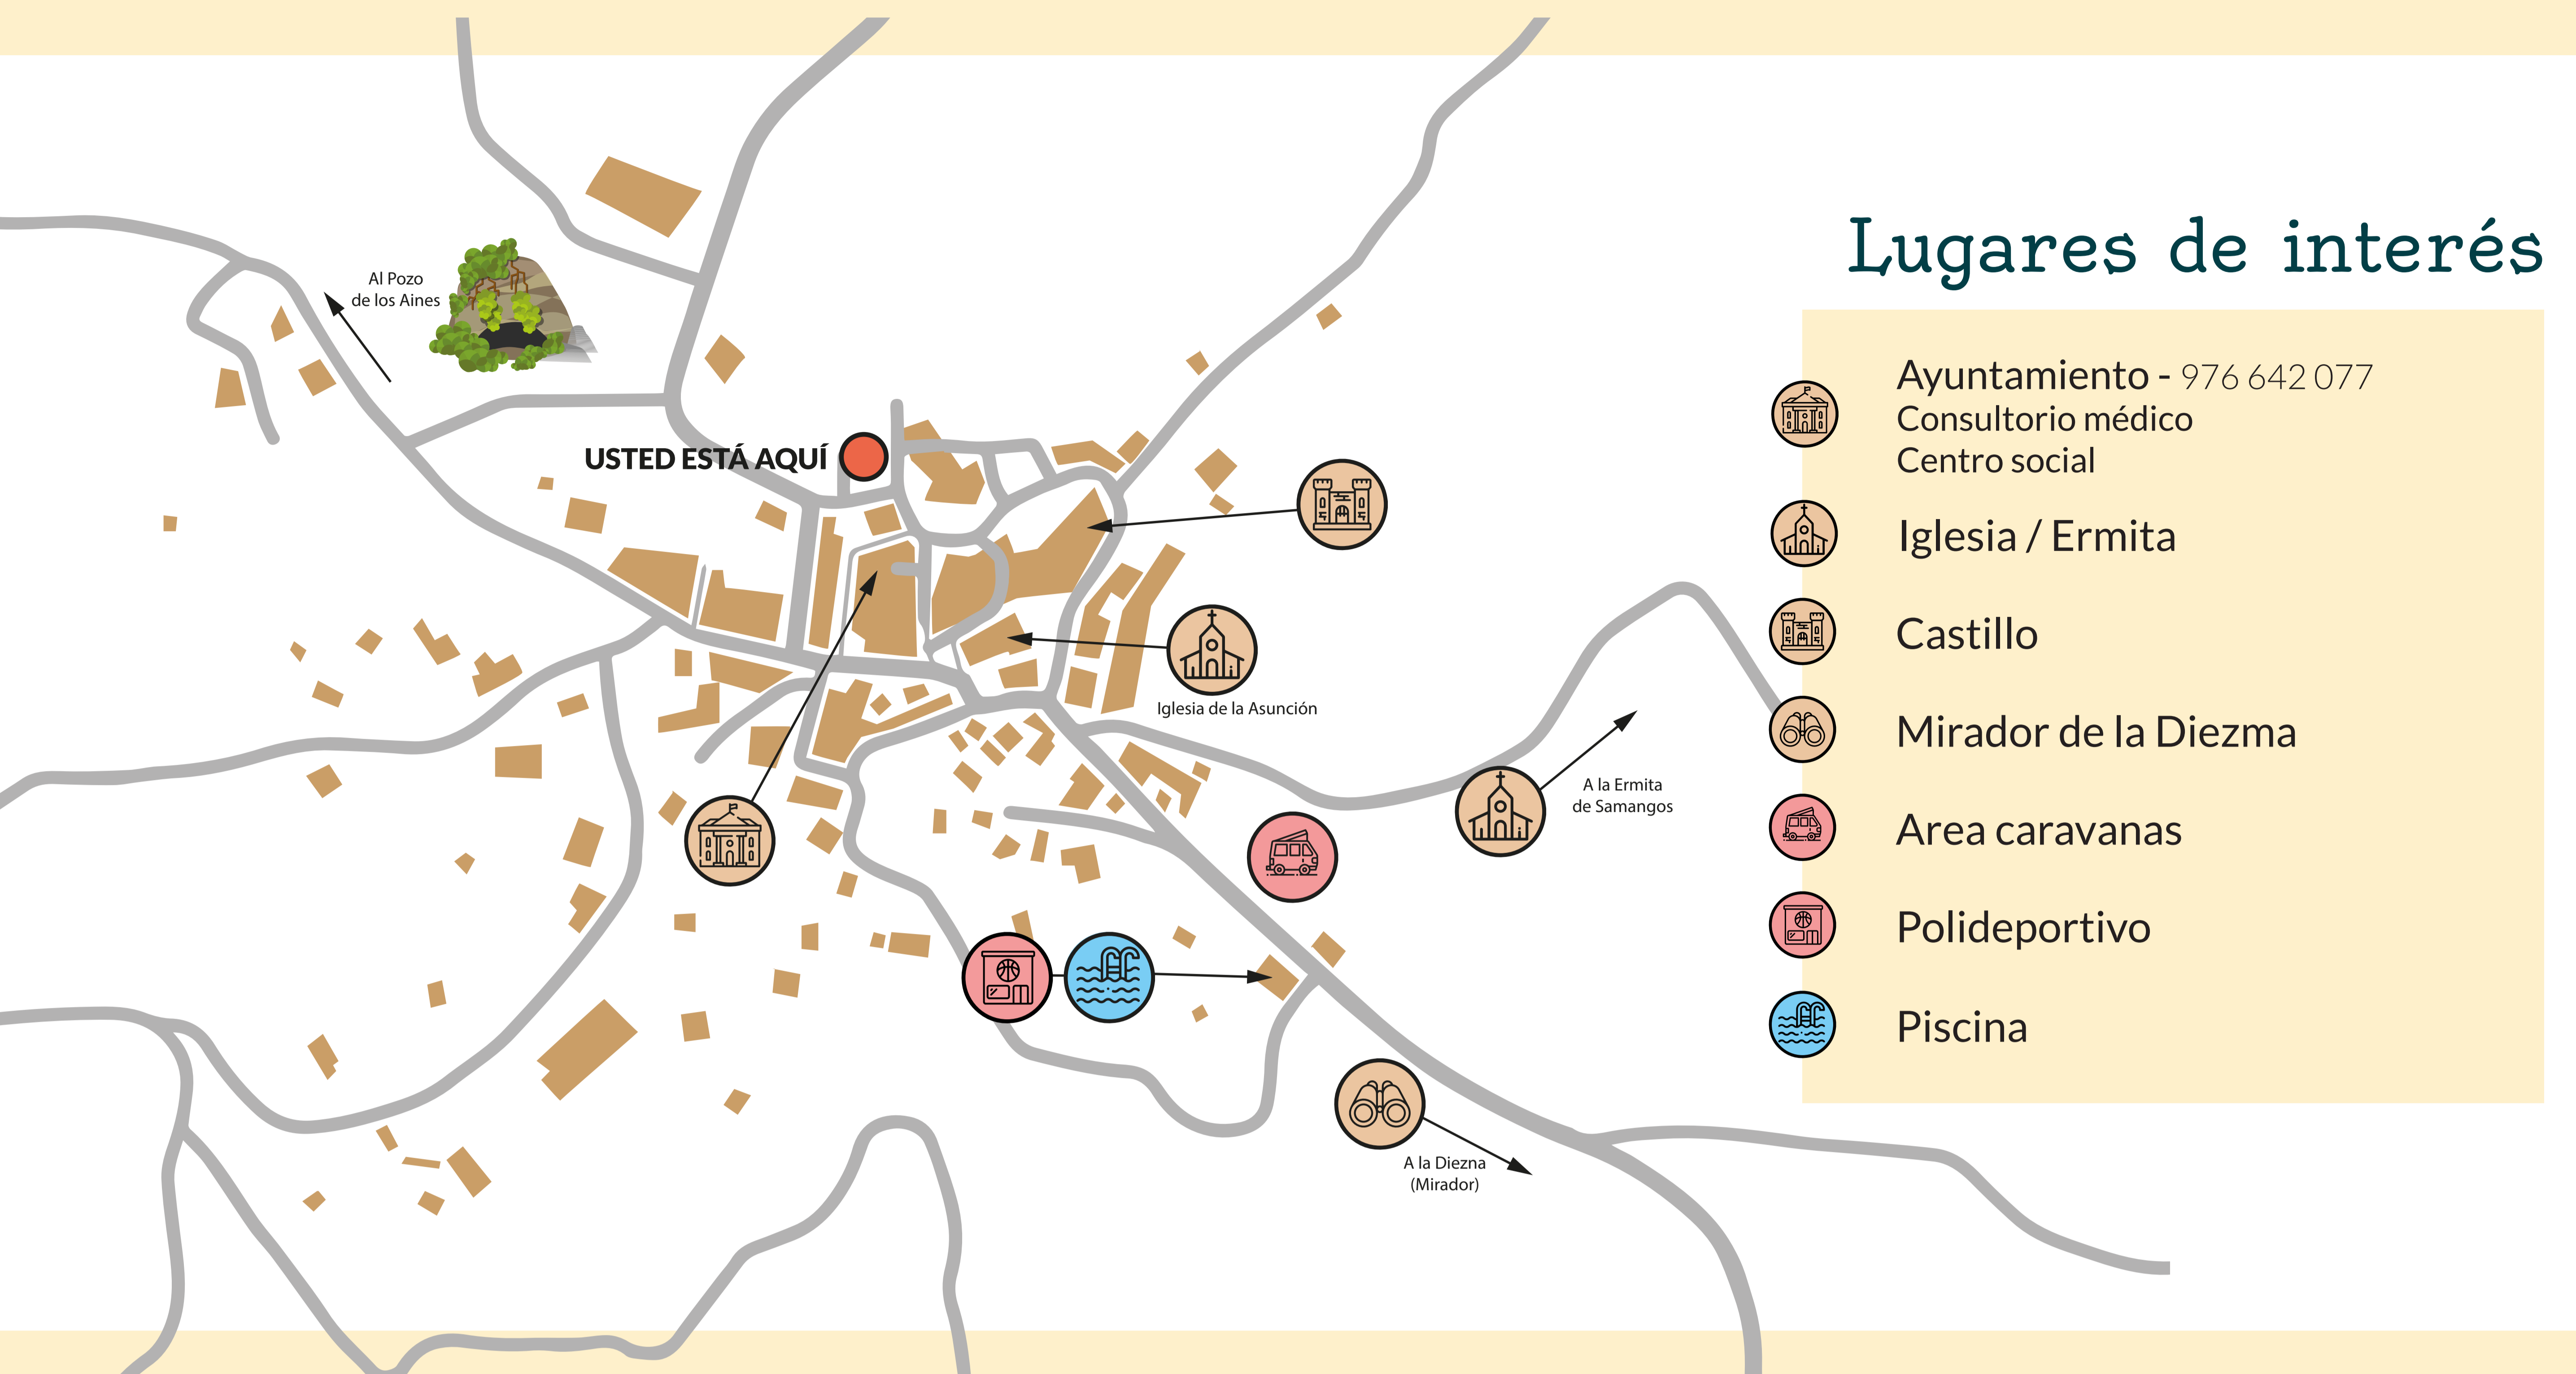 Al Pozo
de los Aines
USTED ESTÁ AQUÍ
Iglesia de la Asunción
A la Ermita
de Samangos
A la Diezna
(Mirador)
Lugares de interés
Ayuntamiento - 976 642 077
Consultorio médico
Centro social
Iglesia / Ermita
Castillo
Mirador de la Diezma
Area caravanas
Polideportivo
Piscina